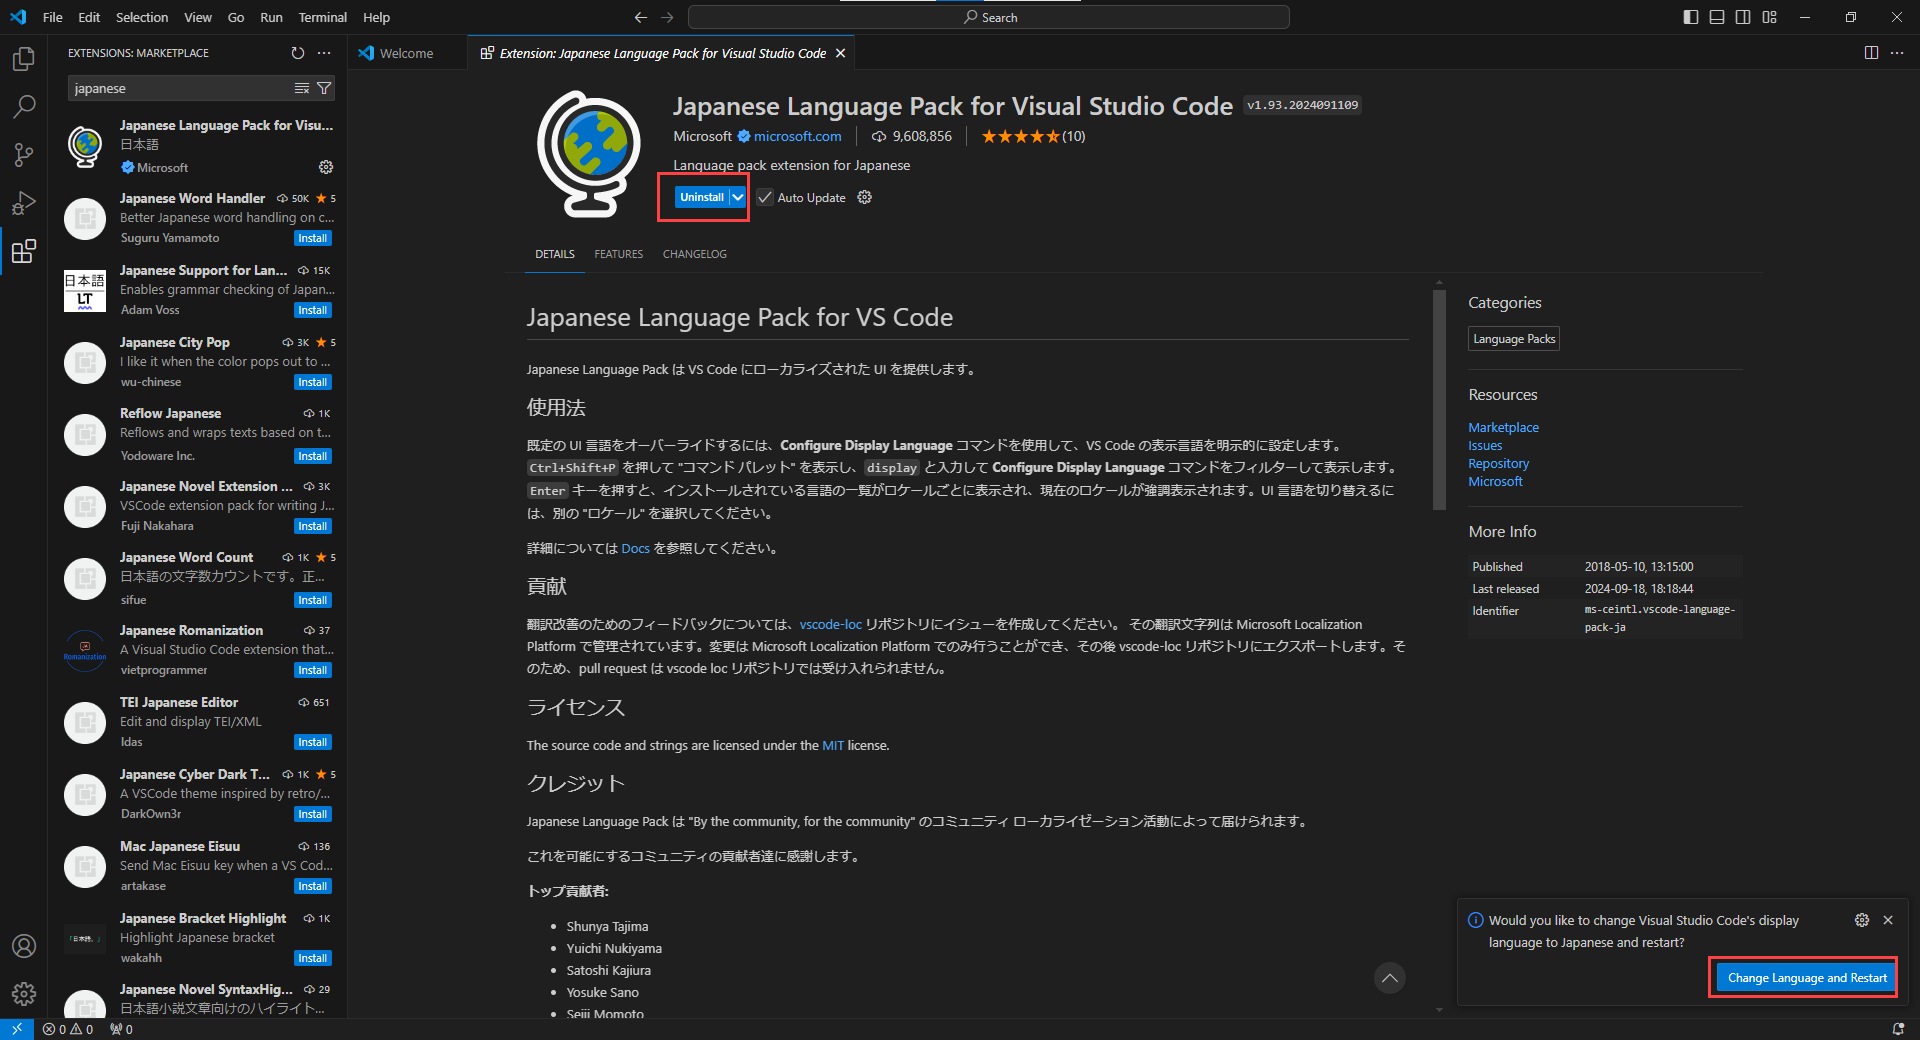 File Edit Selection View Go Run Terminal Help
Search
EXTENSIONS: MARKETPLACE
japanese
Japanese Language Pack for Visu...
日本語
Microsoft
Japanese Word Handler 50K 5
Better Japanese word handling on c...
Suguru Yamamoto Install
日本語
LT
Japanese Support for Lan... 15K
Enables grammar checking of Japan...
Adam Voss Install
Japanese City Pop 3K 5
I like it when the color pops out to ...
wu-chinese Install
Reflow Japanese 1K
Reflows and wraps texts based on t...
Yodoware Inc. Install
Japanese Novel Extension ... 3K
VSCode extension pack for writing J...
Fuji Nakahara Install
Japanese Word Count 1K 5
日本語の文字数カウントです。正...
sifue Install
Romanization
Japanese Romanization 37
A Visual Studio Code extension that...
vietprogrammer Install
TEI Japanese Editor 651
Edit and display TEI/XML
ldas Install
Japanese Cyber Dark T... 1K 5
A VSCode theme inspired by retro/...
DarkOwn3r Install
Mac Japanese Eisuu 136
Send Mac Eisuu key when a VS Cod...
artakase Install
「日本語。」
Japanese Bracket Highlight 1K
Highlight Japanese bracket
wakahh Install
Japanese Novel SyntaxHig... 29
日本語小説文章向けのハイライト...
0 0 0
Welcome
Extension: Japanese Language Pack for Visual Studio Code
Japanese Language Pack for Visual Studio Code v1.93.2024091109
Microsoft microsoft.com 9,608,856 (10)
Language pack extension for Japanese
Uninstall Auto Update
DETAILS FEATURES CHANGELOG
Japanese Language Pack for VS Code
Japanese Language Pack は VS Code にローカライズされた UI を提供します。
使用法
既定の UI 言語をオーバーライドするには、Configure Display Language コマンドを使用して、VS Code の表示言語を明示的に設定します。
Ctrl+Shift+P を押して "コマンド パレット" を表示し、display と入力して Configure Display Language コマンドをフィルターして表示します。
Enter キーを押すと、インストールされている言語の一覧がロケールごとに表示され、現在のロケールが強調表示されます。UI 言語を切り替えるに
は、別の "ロケール" を選択してください。
詳細については Docs を参照してください。
貢献
翻訳改善のためのフィードバックについては、vscode-loc リポジトリにイシューを作成してください。 その翻訳文字列は Microsoft Localization
Platform で管理されています。変更は Microsoft Localization Platform でのみ行うことができ、その後 vscode-loc リポジトリにエクスポートします。そ
のため、pull request は vscode loc リポジトリでは受け入れられません。
ライセンス
The source code and strings are licensed under the MIT license.
クレジット
Japanese Language Pack は "By the community, for the community" のコミュニティ ローカライゼーション活動によって届けられます。
これを可能にするコミュニティの貢献者達に感謝します。
トップ貢献者:
Shunya Tajima
Yuichi Nukiyama
Satoshi Kajiura
Yosuke Sano
Seiji Momoto
Categories
Language Packs
Resources
Marketplace
Issues
Repository
Microsoft
More Info
Published 2018-05-10, 13:15:00
Last released 2024-09-18, 18:18:44
Identifier ms-ceintl.vscode-language-
pack-ja
Would you like to change Visual Studio Code's display
language to Japanese and restart?
Change Language and Restart